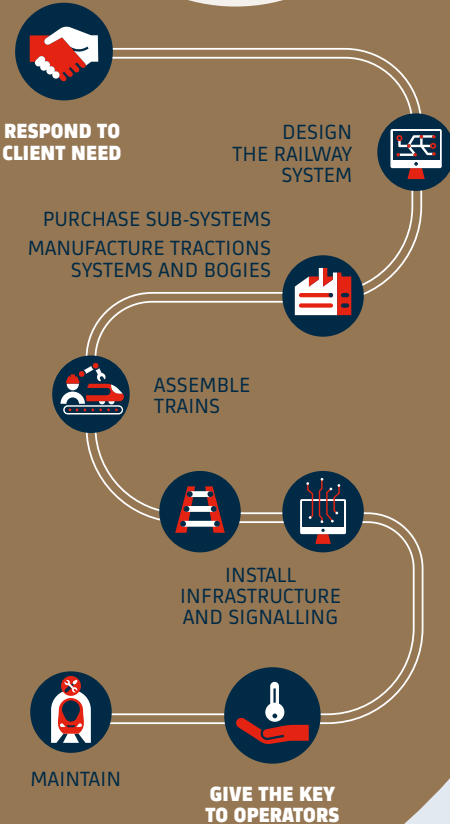 RESPOND TO
CLIENT NEED
DESIGN
THE RAILWAY
SYSTEM
PURCHASE SUB-SYSTEMS
MANUFACTURE TRACTIONS
SYSTEMS AND BOGIES
ASSEMBLE
TRAINS
INSTALL
INFRASTRUCTURE
AND SIGNALLING
MAINTAIN
GIVE THE KEY
TO OPERATORS